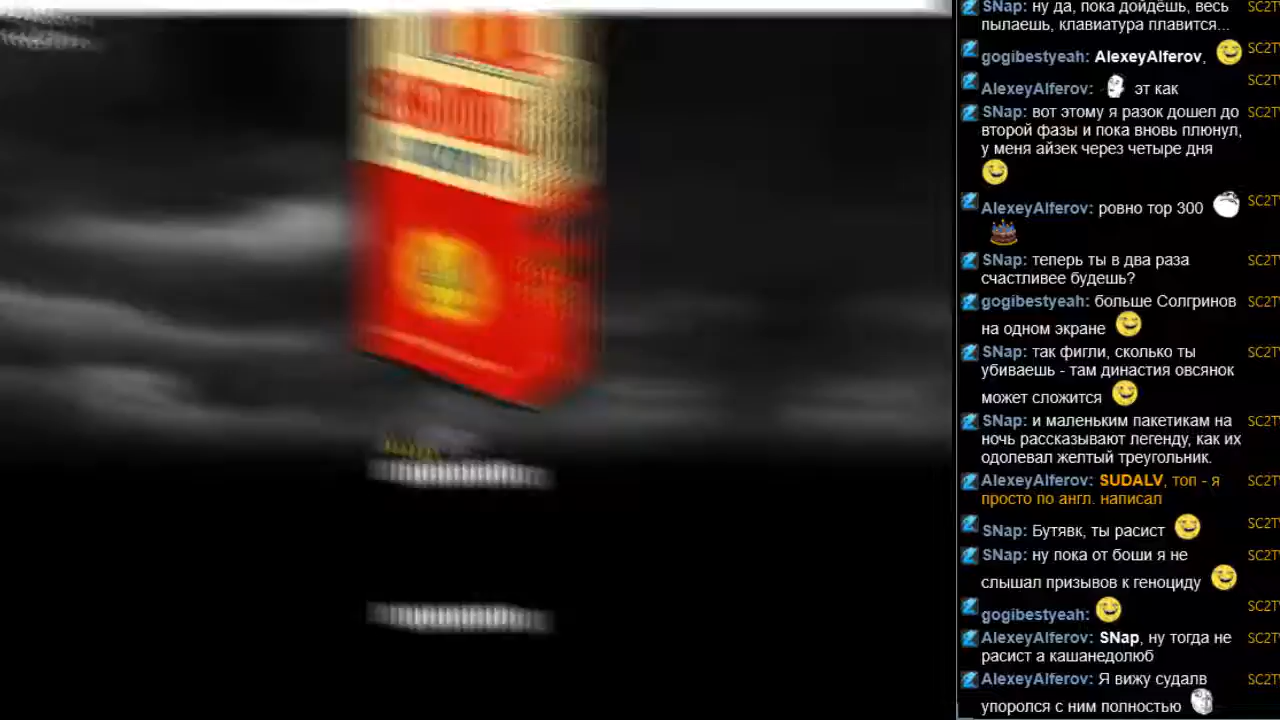 SNap: ну да, пока дойдёшь, весь
пылаешь, клавиатура плавится...
gogibestyeah: AlexeyAlferov,
AlexeyAlferov: эт как
SNap: вот этому я разок дошел до
второй фазы и пока вновь плюнул,
у меня айзек через четыре дня
AlexeyAlferov: ровно тор 300
SNap: теперь ты в два раза
счастливее будешь?
gogibestyeah: больше Солгринов
на одном экране
SNap: так фигли, сколько ты
убиваешь - там династия овсянок
может сложится
SNap: и маленьким пакетикам на
ночь рассказывают легенду, как их
одолевал желтый треугольник.
AlexeyAlferov: SUDALV, топ - я
просто по англ. написал
SNap: Бутявк, ты расист
SNap: ну пока от боши я не
слышал призывов к геноциду
gogibestyeah:
AlexeyAlferov: SNap, ну тогда не
расист а кашанедолюб
AlexeyAlferov: Я вижу судалв
упоролся с ним полностью